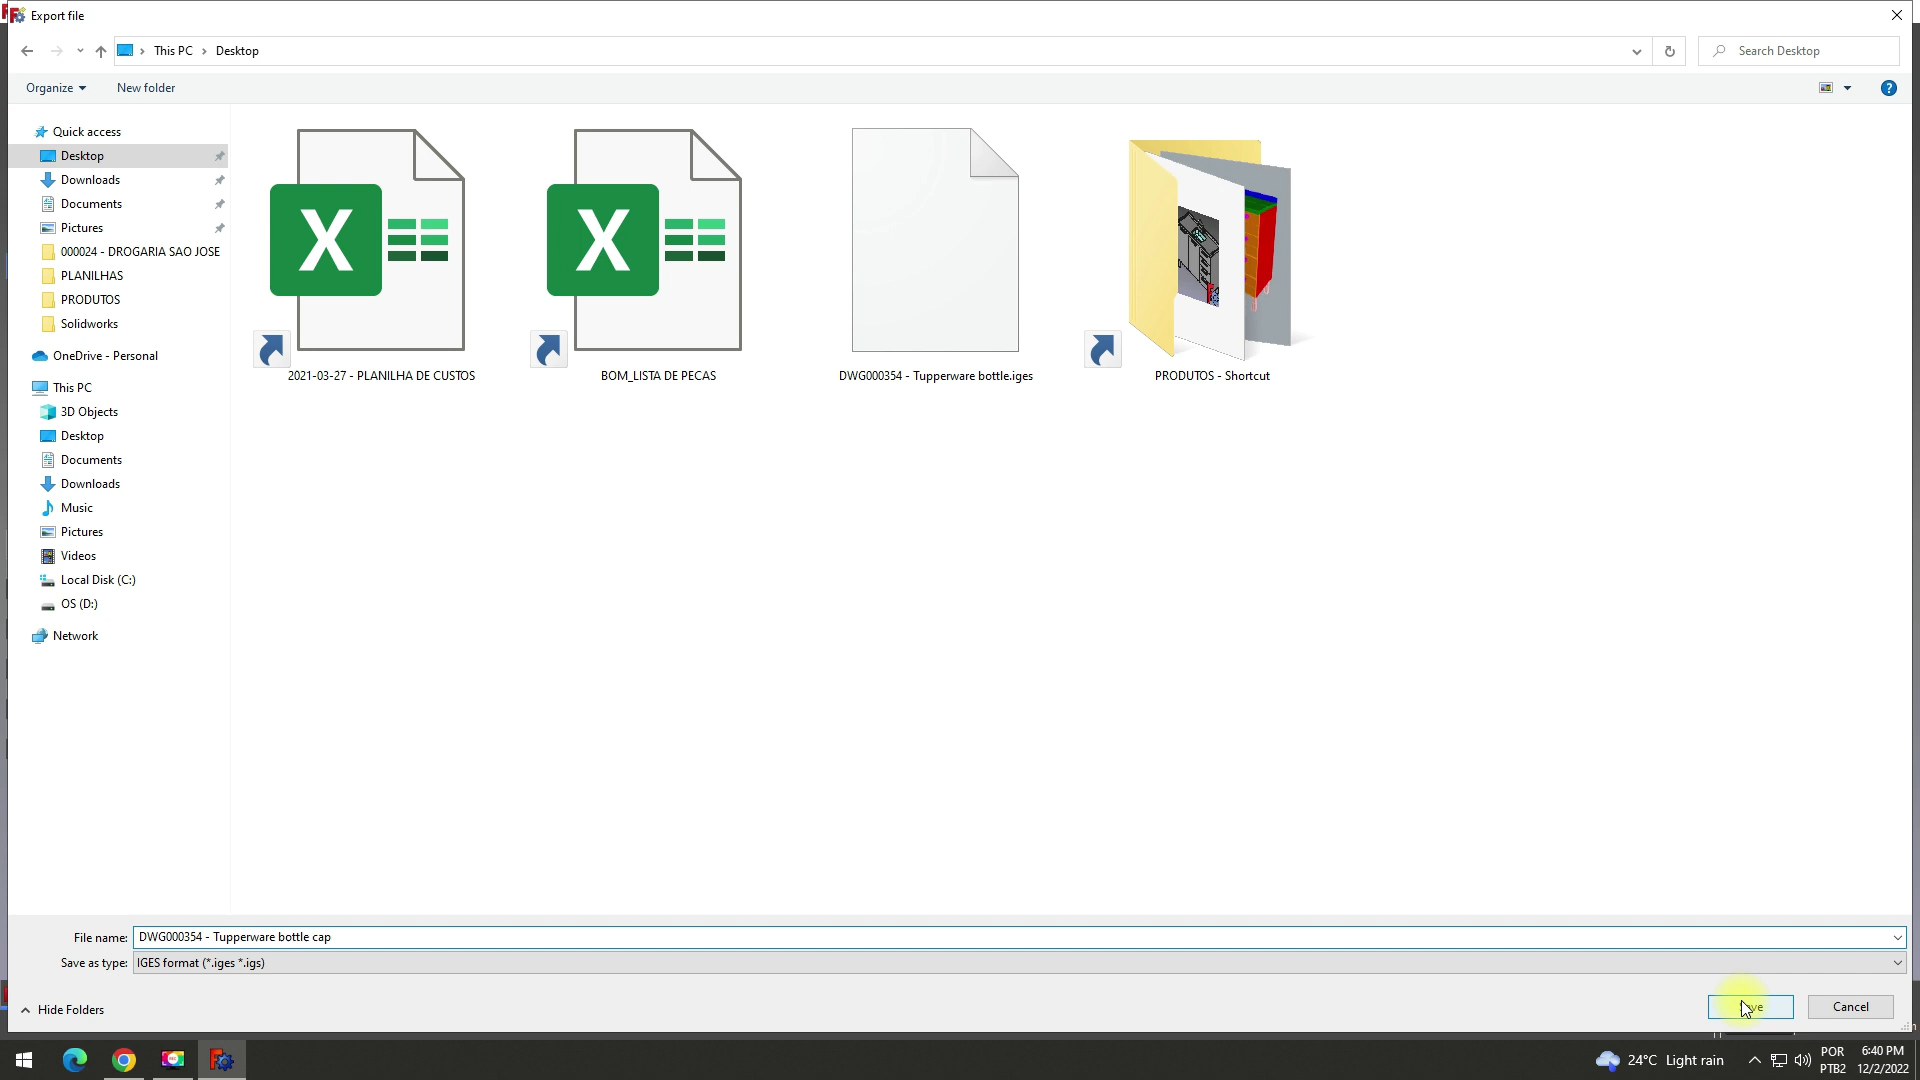 Export file
This PC
Desktop
Search Desktop
Organize
New folder
Quick access
Desktop
Downloads
Documents
Pictures
000024 - DROGARIA SAO JOSE
PLANILHAS
PRODUTOS
Solidworks
OneDrive - Personal
This PC
3D Objects
Desktop
Documents
Downloads
Music
Pictures
Videos
Local Disk (C:)
OS (D:)
Network
2021-03-27 - PLANILHA DE CUSTOS
BOM_LISTA DE PECAS
DWG000354 - Tupperware bottle.iges
PRODUTOS - Shortcut
File name: DWG000354 - Tupperware bottle cap
Save as type: IGES format (*.iges *.igs)
Hide Folders
Cancel
24°C Light rain
POR
PTB2
6:40 PM
12/2/2022